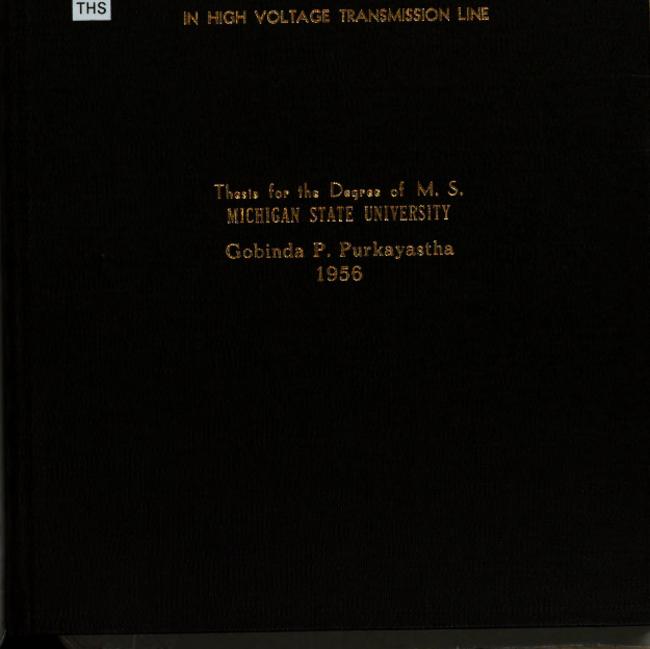 THS
IN HIGH VOLTAGE TRANSMISSION LINE
Thesis for the Degree of M. S.
MICHIGAN STATE UNIVERSITY
Gobinda P. Purkayastha
1956